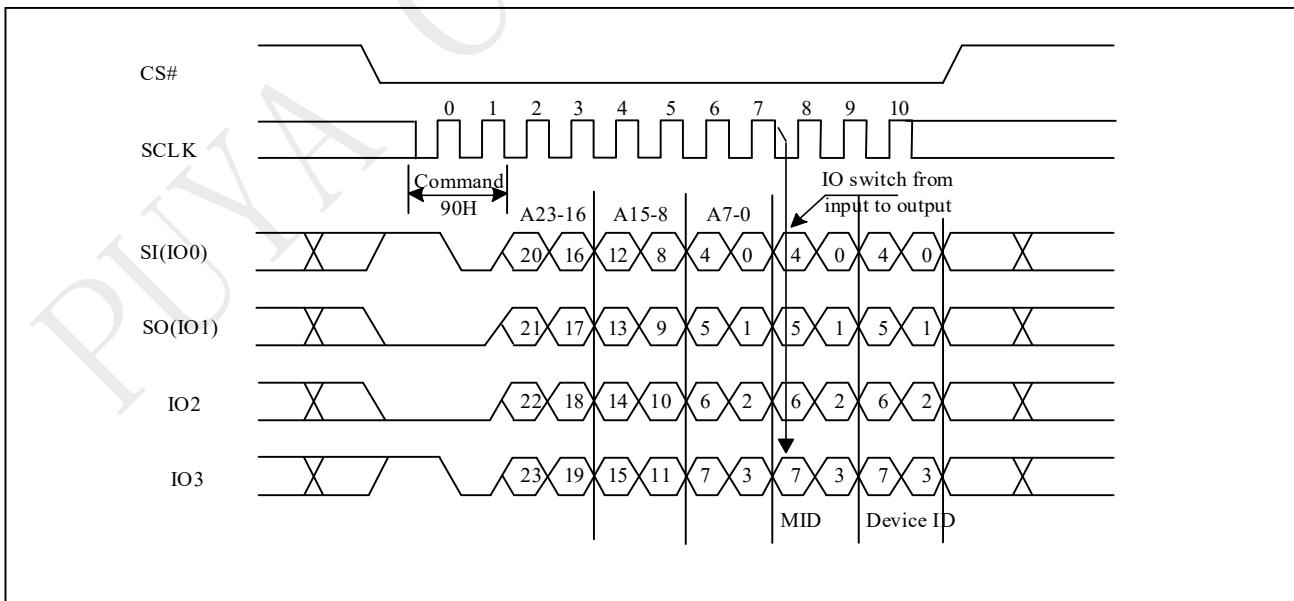 PUYA
CS#
0 1 2 3 4 5 6 7 8 9 10
SCLK
Command
90H
IO switch from
input to output
A23-16 A15-8 A7-0
SI(IO0) 20 16 12 8 4 0 4 0 4 0
SO(IO1) 21 17 13 9 5 1 5 1 5 1
IO2 22 18 14 10 6 2 6 2 6 2
IO3 23 19 15 11 7 3 7 3 7 3
MID Device ID